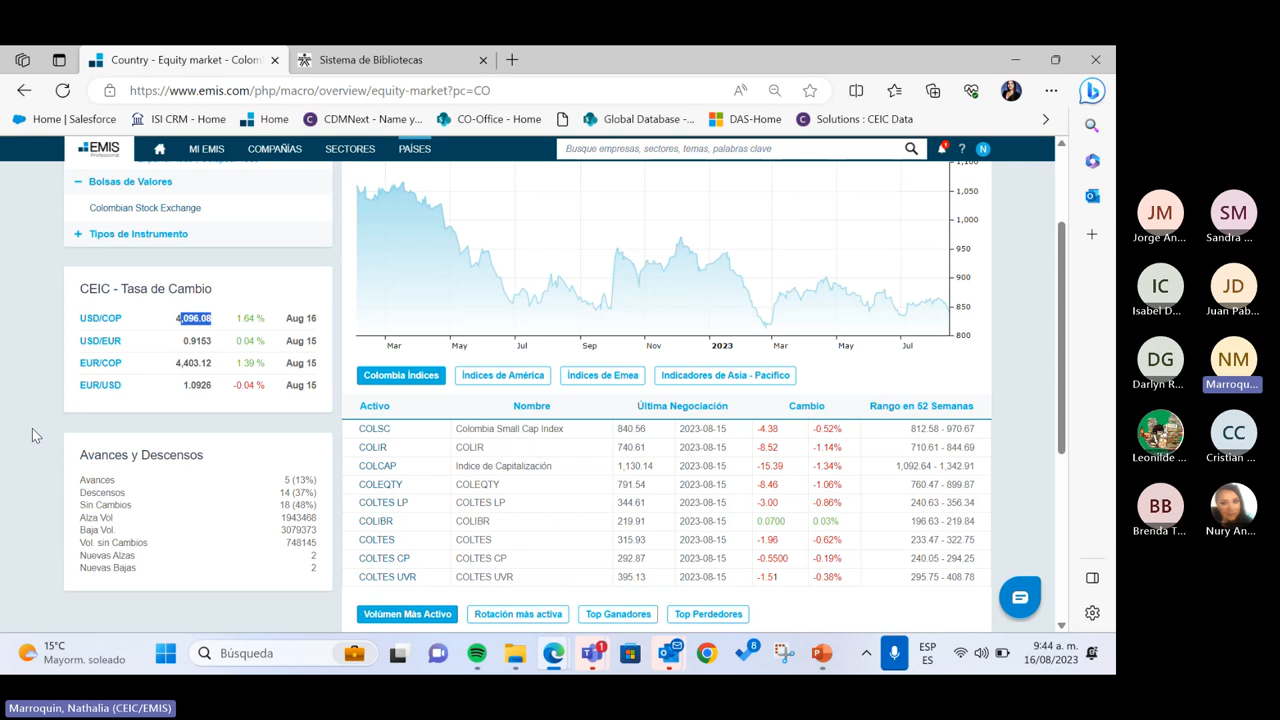 Country - Equity market - Colom
Sistema de Bibliotecas
https://www.emis.com/php/macro/overview/equity-market?pc=CO
Home | Salesforce
ISI CRM - Home
Home
CDMNext - Name y...
CO-Office - Home
Global Database -...
DAS-Home
Solutions : CEIC Data
EMIS
Professional
MI EMIS
COMPAÑIAS
SECTORES
PAÍSES
Busque empresas, sectores, temas, palabras clave
1
?
N
− Bolsas de Valores
Colombian Stock Exchange
+ Tipos de Instrumento
CEIC - Tasa de Cambio
USD/COP 4,096.08 1.64 % Aug 16
USD/EUR 0.9153 0.04 % Aug 15
EUR/COP 4,403.12 1.39 % Aug 15
EUR/USD 1.0926 -0.04 % Aug 15
Avances y Descensos
Avances 5 (13%)
Descensos 14 (37%)
Sin Cambios 18 (48%)
Alza Vol 1943468
Baja Vol 3079373
Vol. sin Cambios 748145
Nuevas Alzas 2
Nuevas Bajas 2
1,100
1,050
1,000
950
900
850
800
Mar May Jul Sep Nov 2023 Mar May Jul
Colombia Índices
Índices de América
Índices de Emea
Indicadores de Asia - Pacifico
Activo Nombre Última Negociación Cambio Rango en 52 Semanas
COLSC Colombia Small Cap Index 840.56 2023-08-15 -4.38 -0.52% 812.58 - 970.67
COLIR COLIR 740.61 2023-08-15 -8.52 -1.14% 710.61 - 844.69
COLCAP Indice de Capitalización 1,130.14 2023-08-15 -15.39 -1.34% 1,092.64 - 1,342.91
COLEQTY COLEQTY 791.54 2023-08-15 -8.46 -1.06% 760.47 - 899.87
COLTES LP COLTES LP 344.61 2023-08-15 -3.00 -0.86% 240.63 - 356.34
COLIBR COLIBR 219.91 2023-08-15 0.0700 0.03% 196.63 - 219.84
COLTES COLTES 315.93 2023-08-15 -1.96 -0.62% 233.47 - 322.75
COLTES CP COLTES CP 292.87 2023-08-15 -0.5500 -0.19% 240.05 - 294.25
COLTES UVR COLTES UVR 395.13 2023-08-15 -1.51 -0.38% 295.75 - 408.78
Volúmen Más Activo
Rotación más activa
Top Ganadores
Top Perdedores
15°C
Mayorm. soleado
Búsqueda
1
8
ESP
ES
9:44 a. m.
16/08/2023
JM
Jorge An...
SM
Sandra ...
IC
Isabel D...
JD
Juan Pab...
DG
Darlyn R...
NM
Marroqu...
Leonilde ...
CC
Cristian ...
BB
Brenda T...
Nury An...
Marroquin, Nathalia (CEIC/EMIS)